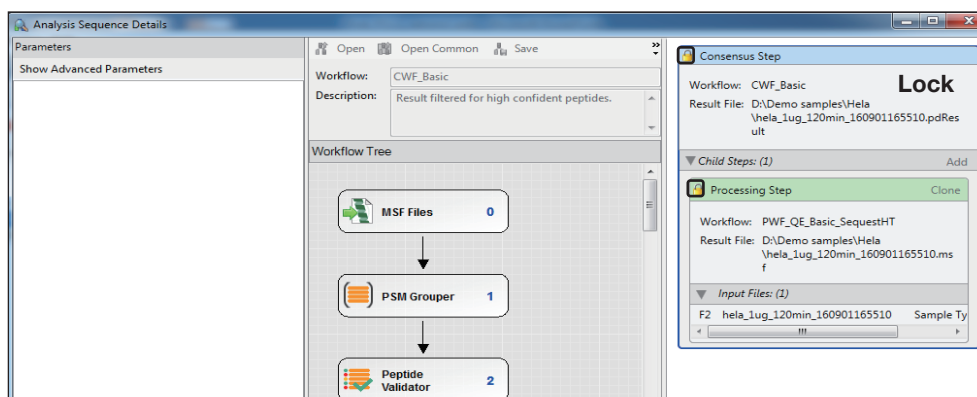 Analysis Sequence Details
Parameters
Show Advanced Parameters
Open Open Common Save
Workflow: CWF_Basic
Description: Result filtered for high confident peptides.
Workflow Tree
MSF Files 0
PSM Grouper 1
Peptide
Validator 2
Consensus Step
Lock
Workflow: CWF_Basic
Result File: D:\Demo samples\Hela
\hela_1ug_120min_160901165510.pdRes
ult
Child Steps: (1) Add
Processing Step Clone
Workflow: PWF_QE_Basic_SequestHT
Result File: D:\Demo samples\Hela
\hela_1ug_120min_160901165510.ms
f
Input Files: (1)
F2 hela_1ug_120min_160901165510 Sample Ty